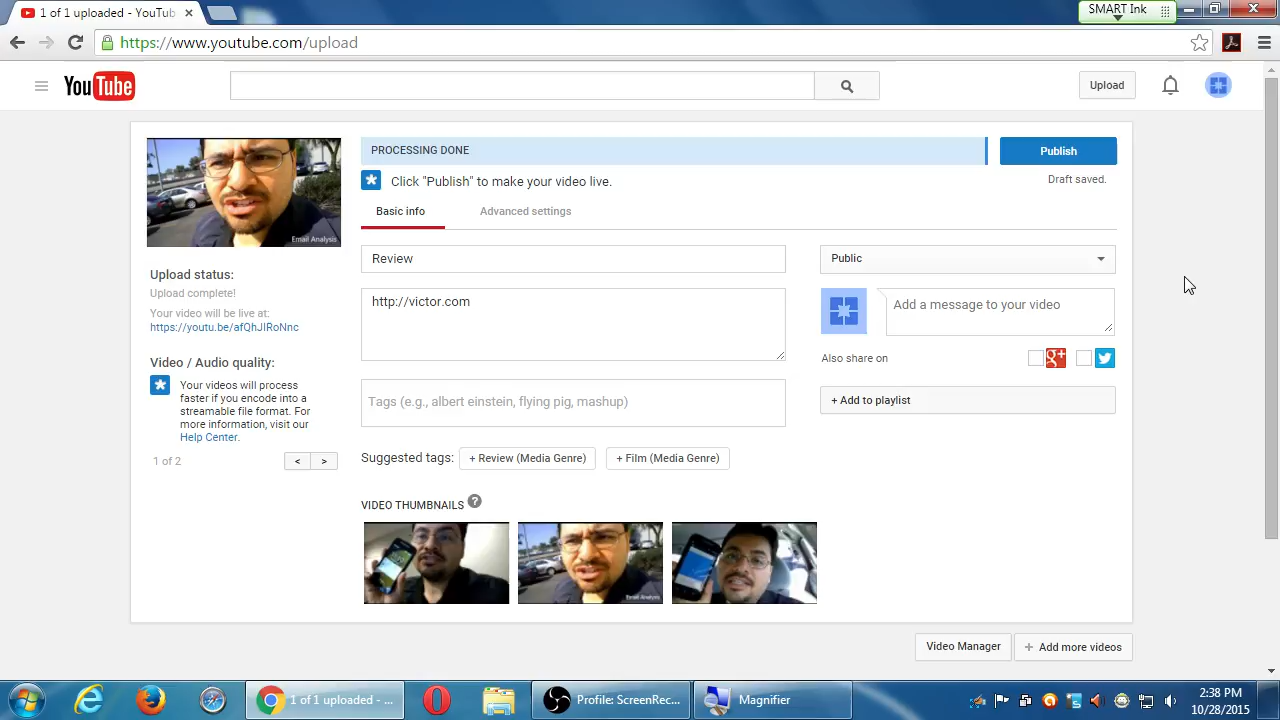 1 of 1 uploaded - YouTub
SMART Ink
https://www.youtube.com/upload
YouTube
Upload
PROCESSING DONE
Publish
Click "Publish" to make your video live.
Draft saved.
Basic info
Advanced settings
Email Analysis
Review
Public
Upload status:
Upload complete!
Your video will be live at:
https://youtu.be/afQhJIRoNnc
http://victor.com
Add a message to your video
Also share on
g+
Video / Audio quality:
Your videos will process
faster if you encode into a
streamable file format. For
more information, visit our
Help Center.
Tags (e.g., albert einstein, flying pig, mashup)
+ Add to playlist
1 of 2
< >
Suggested tags:
+ Review (Media Genre)
+ Film (Media Genre)
VIDEO THUMBNAILS ?
Email Analysis
Video Manager
+ Add more videos
1 of 1 uploaded - ...
Profile: ScreenRec...
Magnifier
2:38 PM
10/28/2015